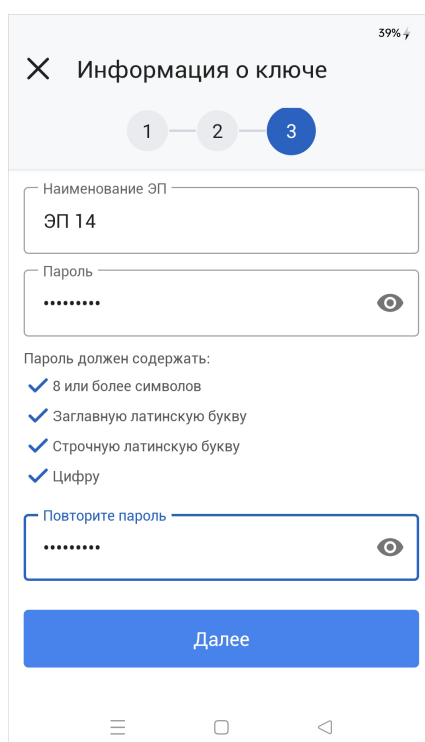 39%
Информация о ключе
1 2 3
Наименование ЭП
ЭП 14
Пароль
•••••••••
Пароль должен содержать:
8 или более символов
Заглавную латинскую букву
Строчную латинскую букву
Цифру
Повторите пароль
•••••••••
Далее